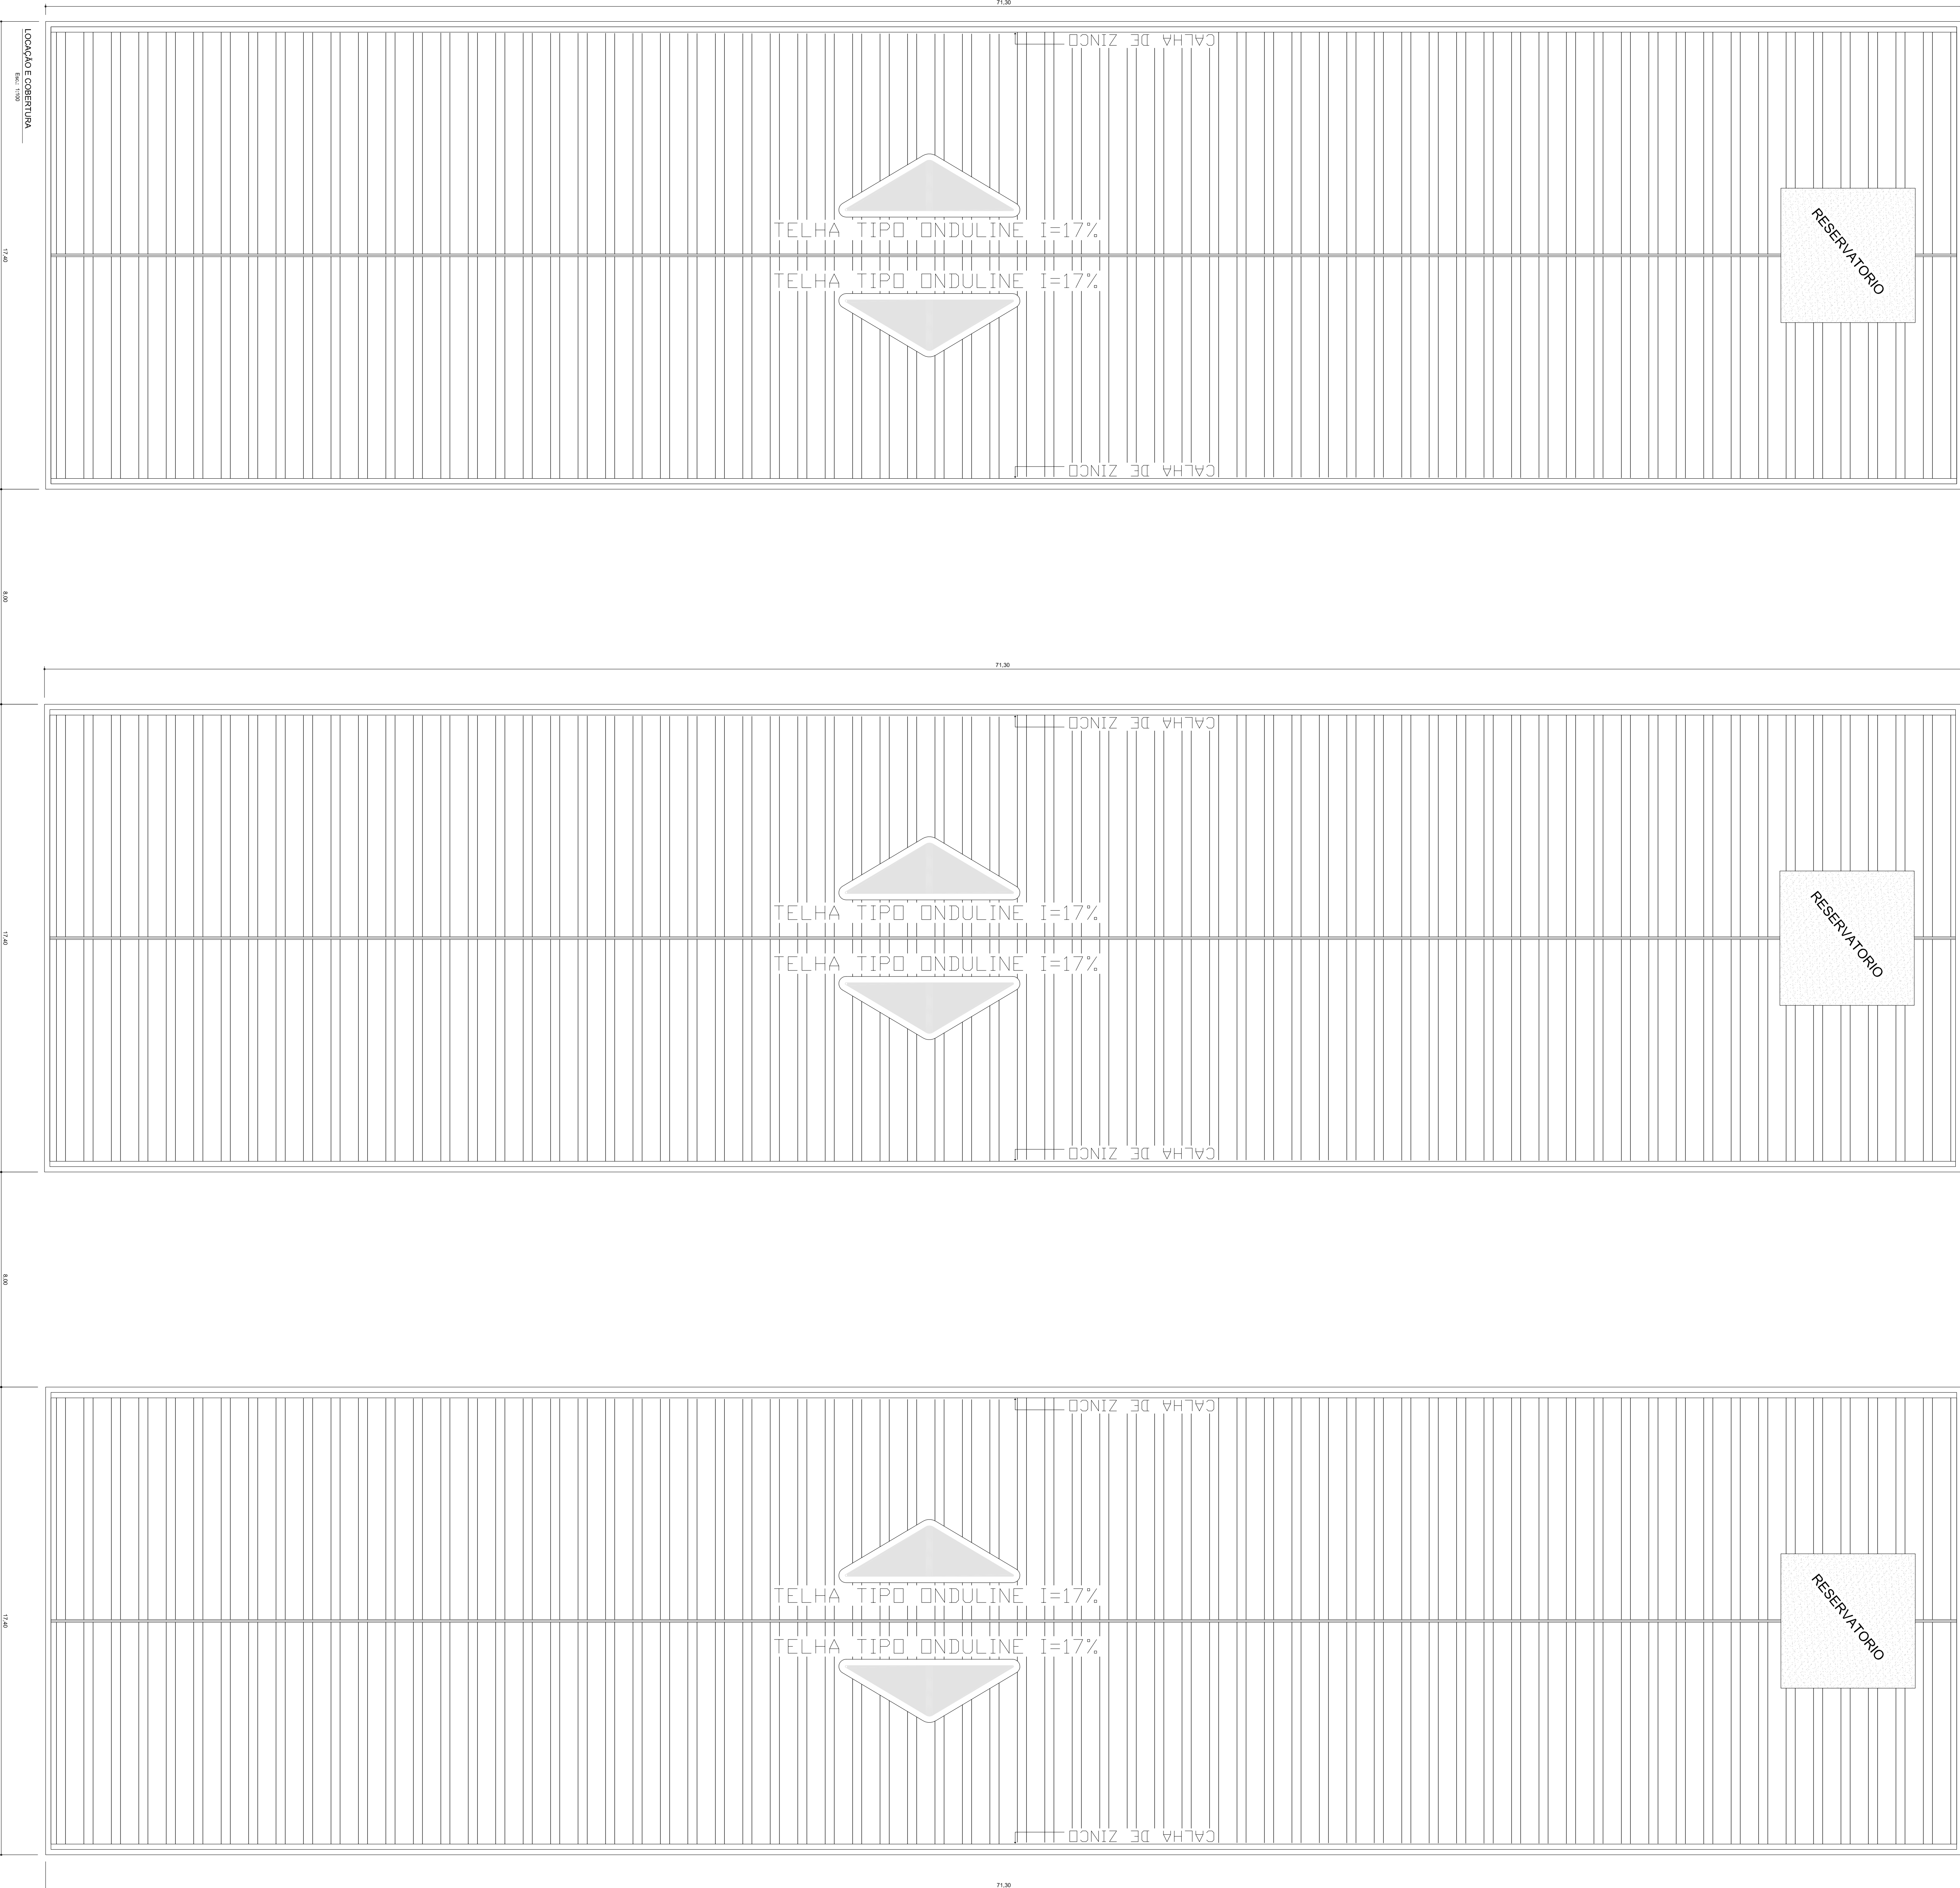 71,30
LOCAÇÃO E COBERTURA
Esc.: 1:100
CALHA DE ZINCO
RESERVATORIO
TELHA TIPO ONDULINE I=17%
17,40
TELHA TIPO ONDULINE I=17%
CALHA DE ZINCO
8,00
71,30
CALHA DE ZINCO
RESERVATORIO
TELHA TIPO ONDULINE I=17%
17,40
TELHA TIPO ONDULINE I=17%
CALHA DE ZINCO
8,00
CALHA DE ZINCO
RESERVATORIO
TELHA TIPO ONDULINE I=17%
17,40
TELHA TIPO ONDULINE I=17%
CALHA DE ZINCO
71,30